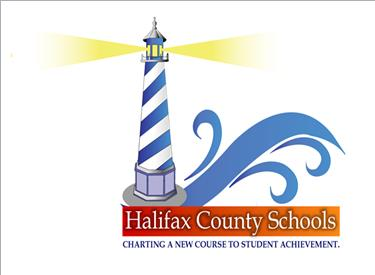 Halifax County Schools
CHARTING A NEW COURSE TO STUDENT ACHIEVEMENT.